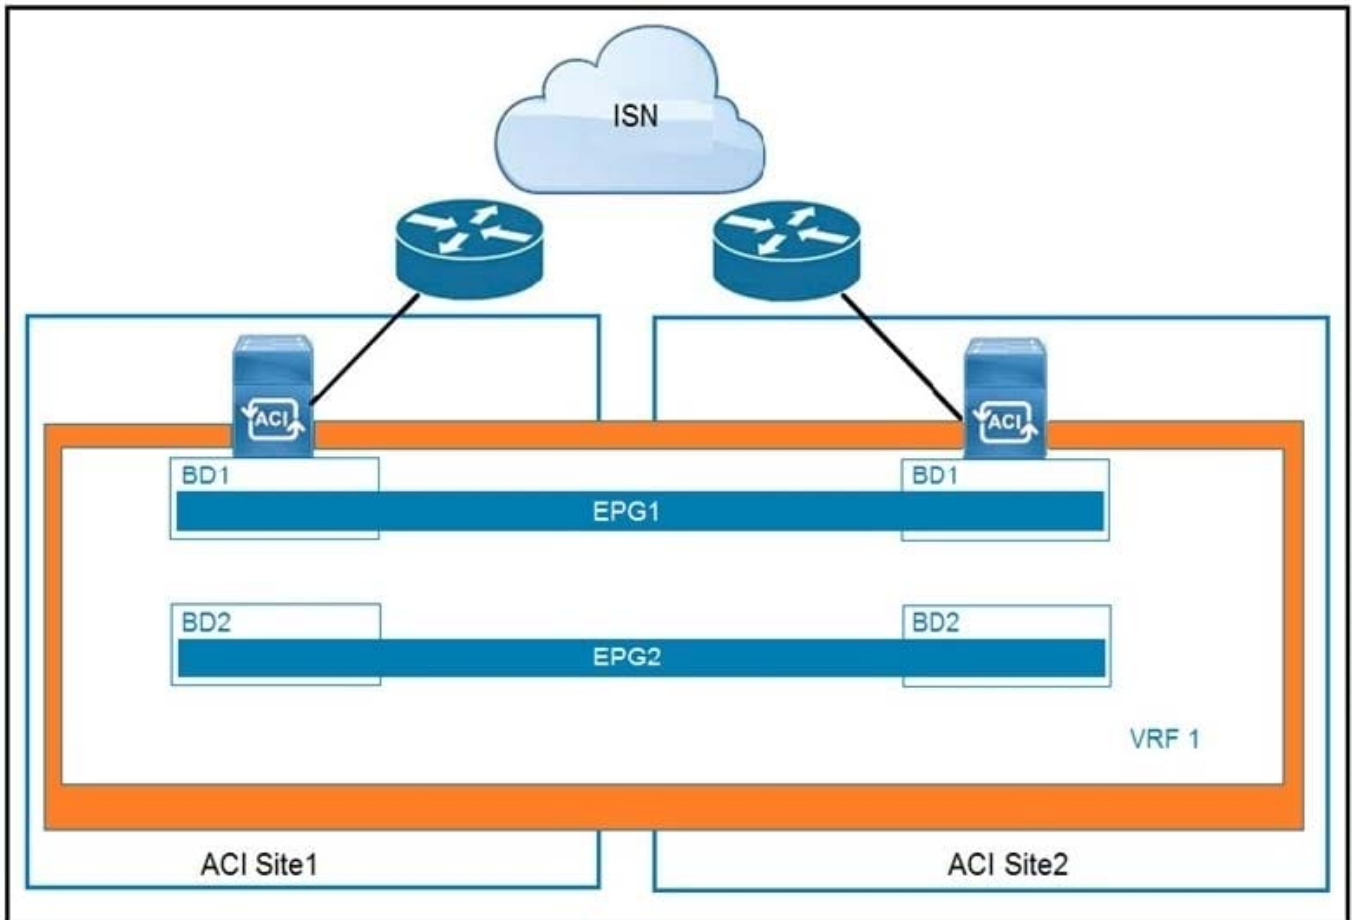 ISN
ACI
ACI
BD1
BD1
EPG1
BD2
BD2
EPG2
VRF 1
ACI Site1
ACI Site2